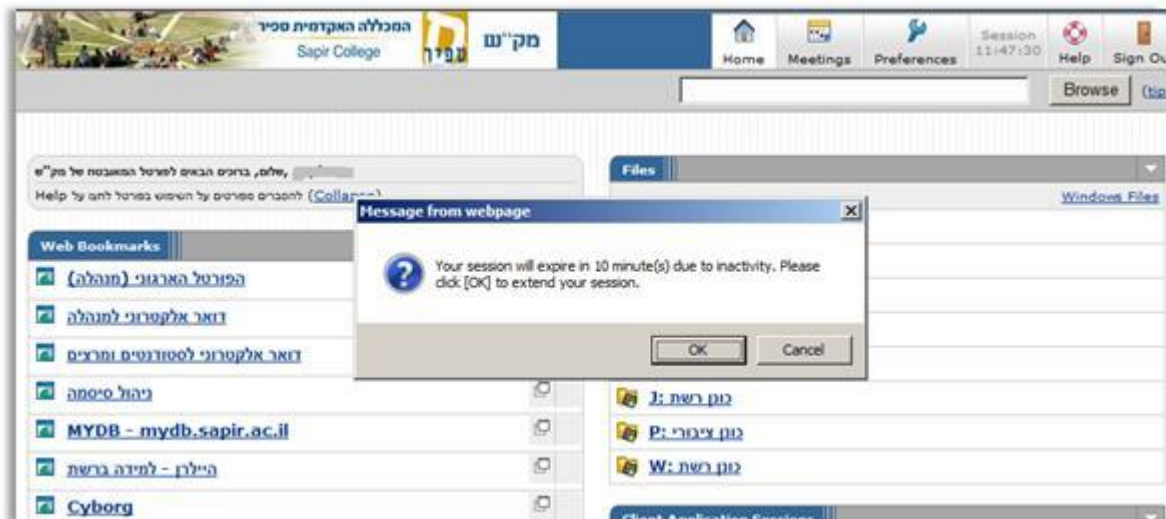 המכללה האקדמית ספיר
Sapir College
ספיר
מק"ש
Home
Meetings
Preferences
Session
11:47:30
Help
Sign Ou
Browse
(tip
שלום, ברוכים הבאים לפורטל המאובטח של מק"ש
להסברים מפורטים על השימוש בפורטל לחצו על Help
Web Bookmarks
הפורטל הארגוני (מנהלה)
דואר אלקטרוני למנהלה
דואר אלקטרוני לסטודנטים ומרצים
ניהול סיסמה
MYDB - mydb.sapir.ac.il
היילרן - למידה ברשת
Cyborg
Message from webpage
Your session will expire in 10 minute(s) due to inactivity. Please
click [OK] to extend your session.
OK
Cancel
Files
Windows Files
כונן רשת J:
כונן ציבורי P:
כונן רשת W:
Client Application Sessions